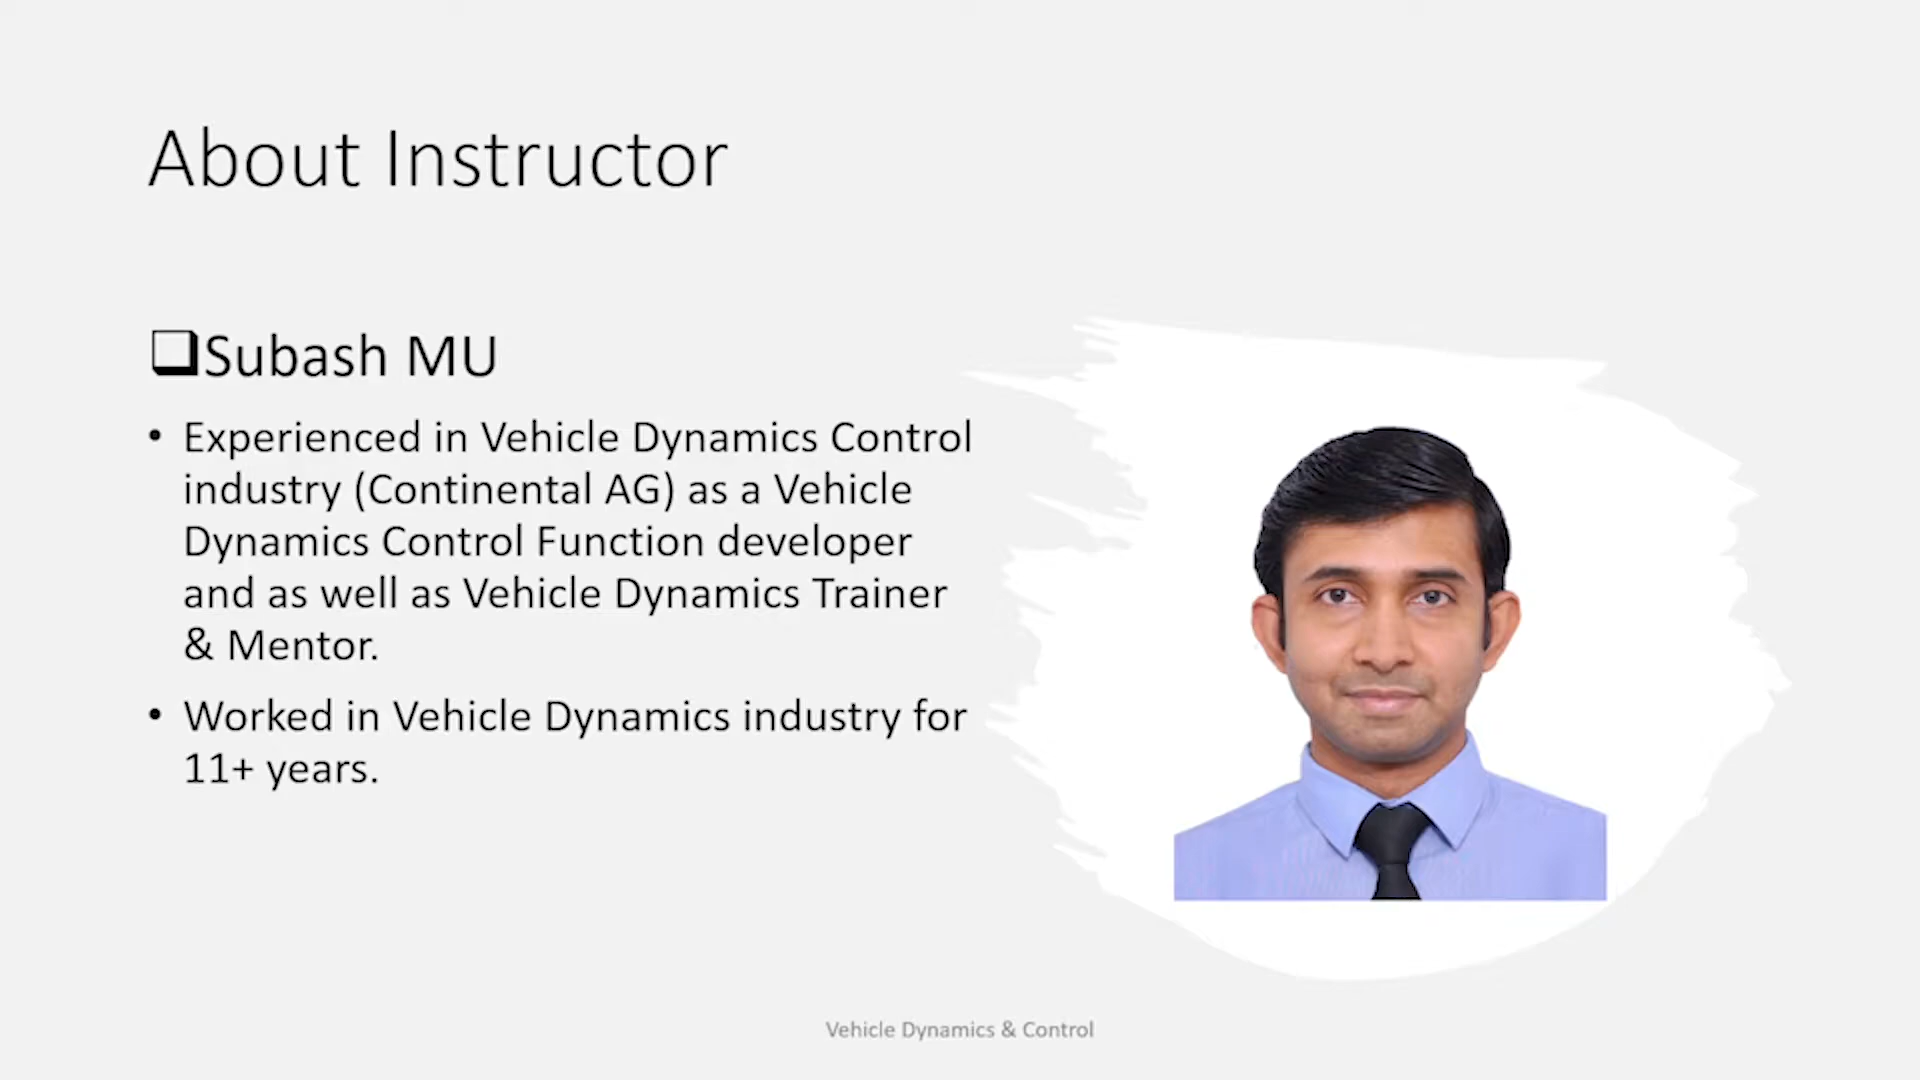 About Instructor
❑Subash MU
• Experienced in Vehicle Dynamics Control
industry (Continental AG) as a Vehicle
Dynamics Control Function developer
and as well as Vehicle Dynamics Trainer
& Mentor.
• Worked in Vehicle Dynamics industry for
11+ years.
Vehicle Dynamics & Control